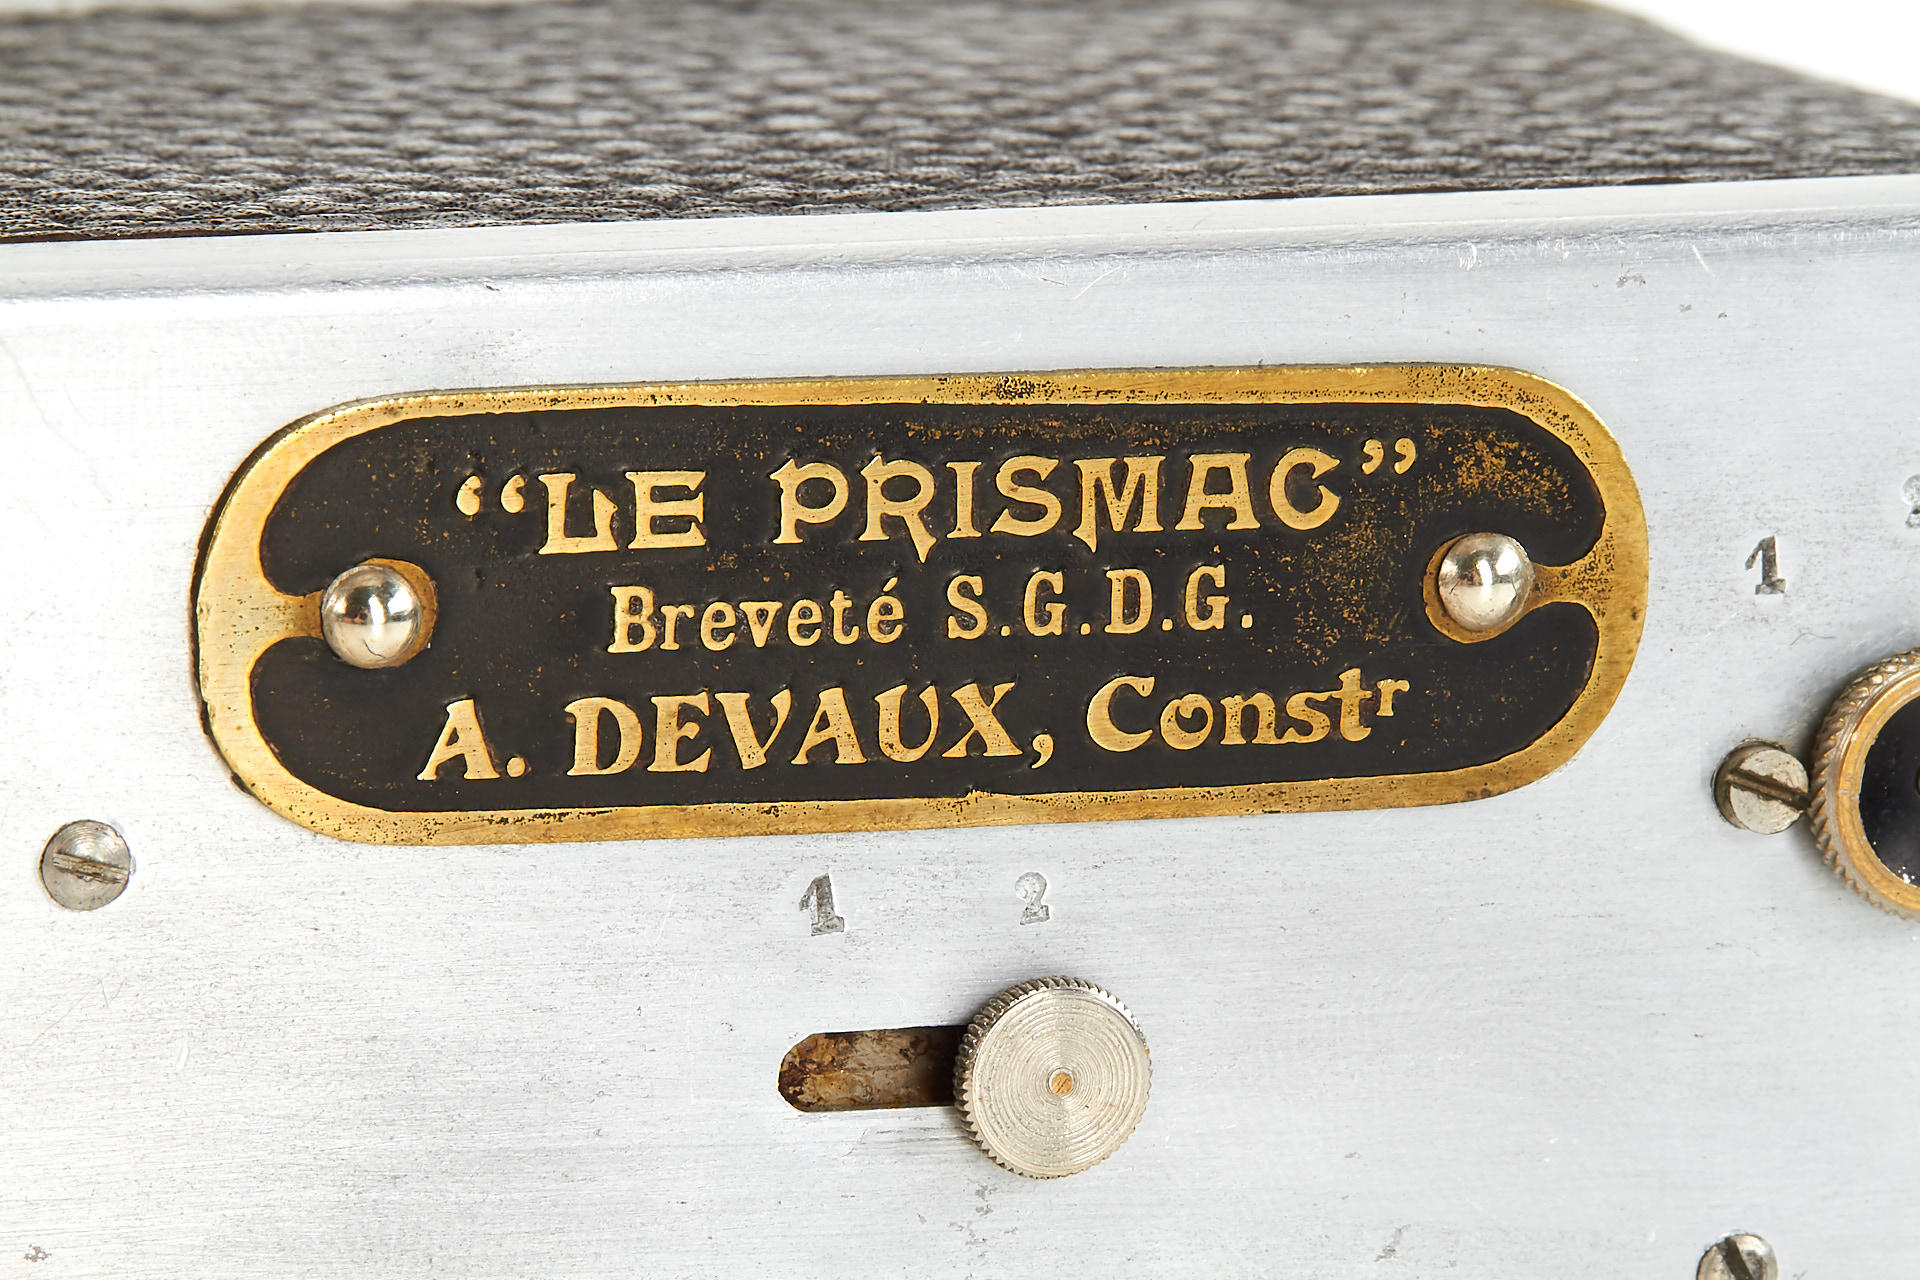 “LE PRISMAC”
Breveté S.G.D.G.
A. DEVAUX, Constr
1
1 2